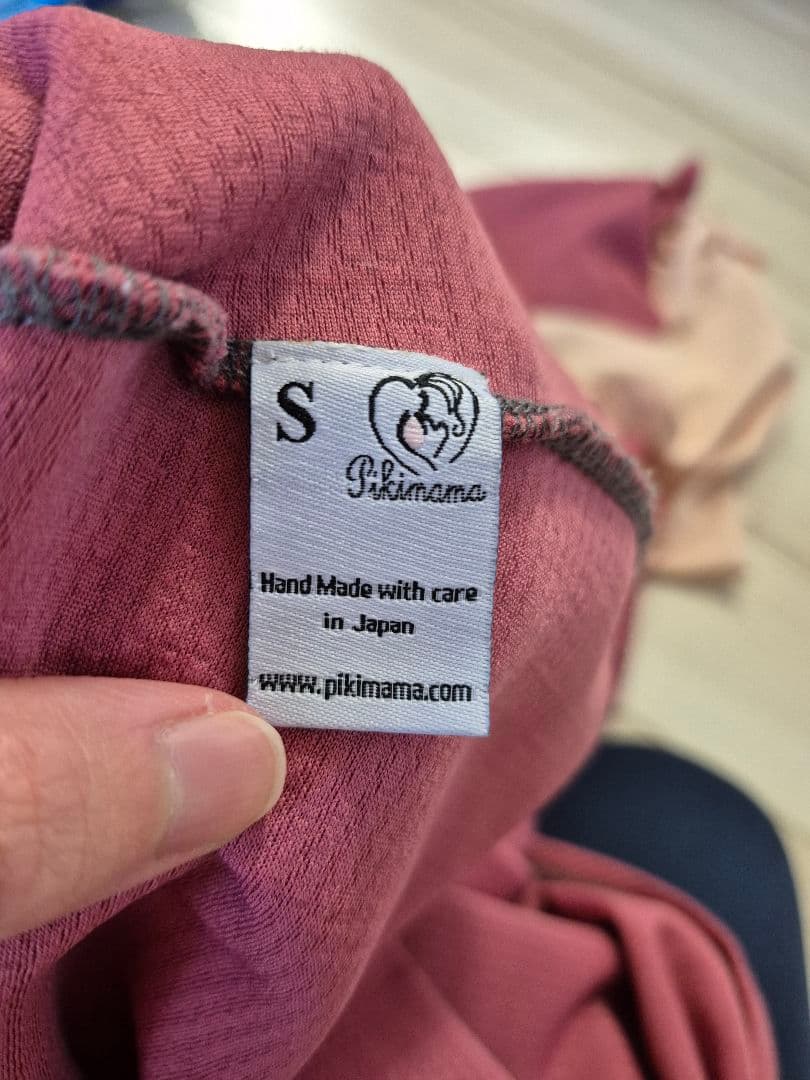 S
Pikimama
Hand Made with care
in Japan
www.pikimama.com